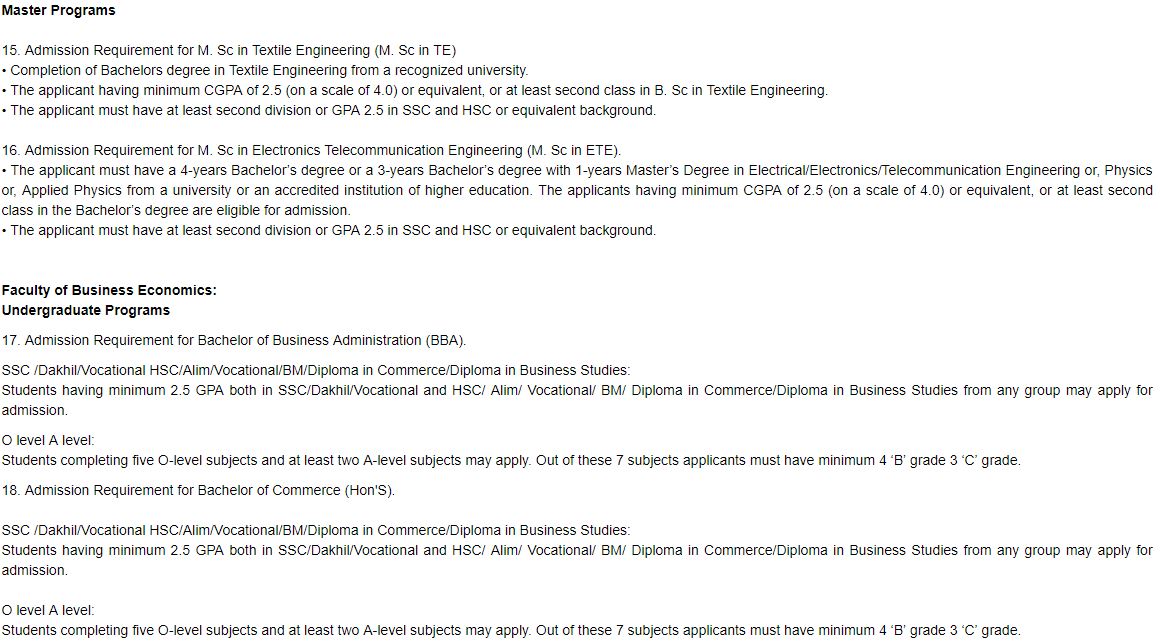 Master Programs
15. Admission Requirement for M. Sc in Textile Engineering (M. Sc in TE)
• Completion of Bachelors degree in Textile Engineering from a recognized university.
• The applicant having minimum CGPA of 2.5 (on a scale of 4.0) or equivalent, or at least second class in B. Sc in Textile Engineering.
• The applicant must have at least second division or GPA 2.5 in SSC and HSC or equivalent background.
16. Admission Requirement for M. Sc in Electronics Telecommunication Engineering (M. Sc in ETE).
• The applicant must have a 4-years Bachelor's degree or a 3-years Bachelor's degree with 1-years Master's Degree in Electrical/Electronics/Telecommunication Engineering or, Physics
or, Applied Physics from a university or an accredited institution of higher education. The applicants having minimum CGPA of 2.5 (on a scale of 4.0) or equivalent, or at least second
class in the Bachelor's degree are eligible for admission.
• The applicant must have at least second division or GPA 2.5 in SSC and HSC or equivalent background.
Faculty of Business Economics:
Undergraduate Programs
17. Admission Requirement for Bachelor of Business Administration (BBA).
SSC /Dakhil/Vocational HSC/Alim/Vocational/BM/Diploma in Commerce/Diploma in Business Studies:
Students having minimum 2.5 GPA both in SSC/Dakhil/Vocational and HSC/ Alim/ Vocational/ BM/ Diploma in Commerce/Diploma in Business Studies from any group may apply for
admission.
O level A level:
Students completing five O-level subjects and at least two A-level subjects may apply. Out of these 7 subjects applicants must have minimum 4 ‘B’ grade 3 ‘C’ grade.
18. Admission Requirement for Bachelor of Commerce (Hon'S).
SSC /Dakhil/Vocational HSC/Alim/Vocational/BM/Diploma in Commerce/Diploma in Business Studies:
Students having minimum 2.5 GPA both in SSC/Dakhil/Vocational and HSC/ Alim/ Vocational/ BM/ Diploma in Commerce/Diploma in Business Studies from any group may apply for
admission.
O level A level:
Students completing five O-level subjects and at least two A-level subjects may apply. Out of these 7 subjects applicants must have minimum 4 ‘B’ grade 3 ‘C’ grade.